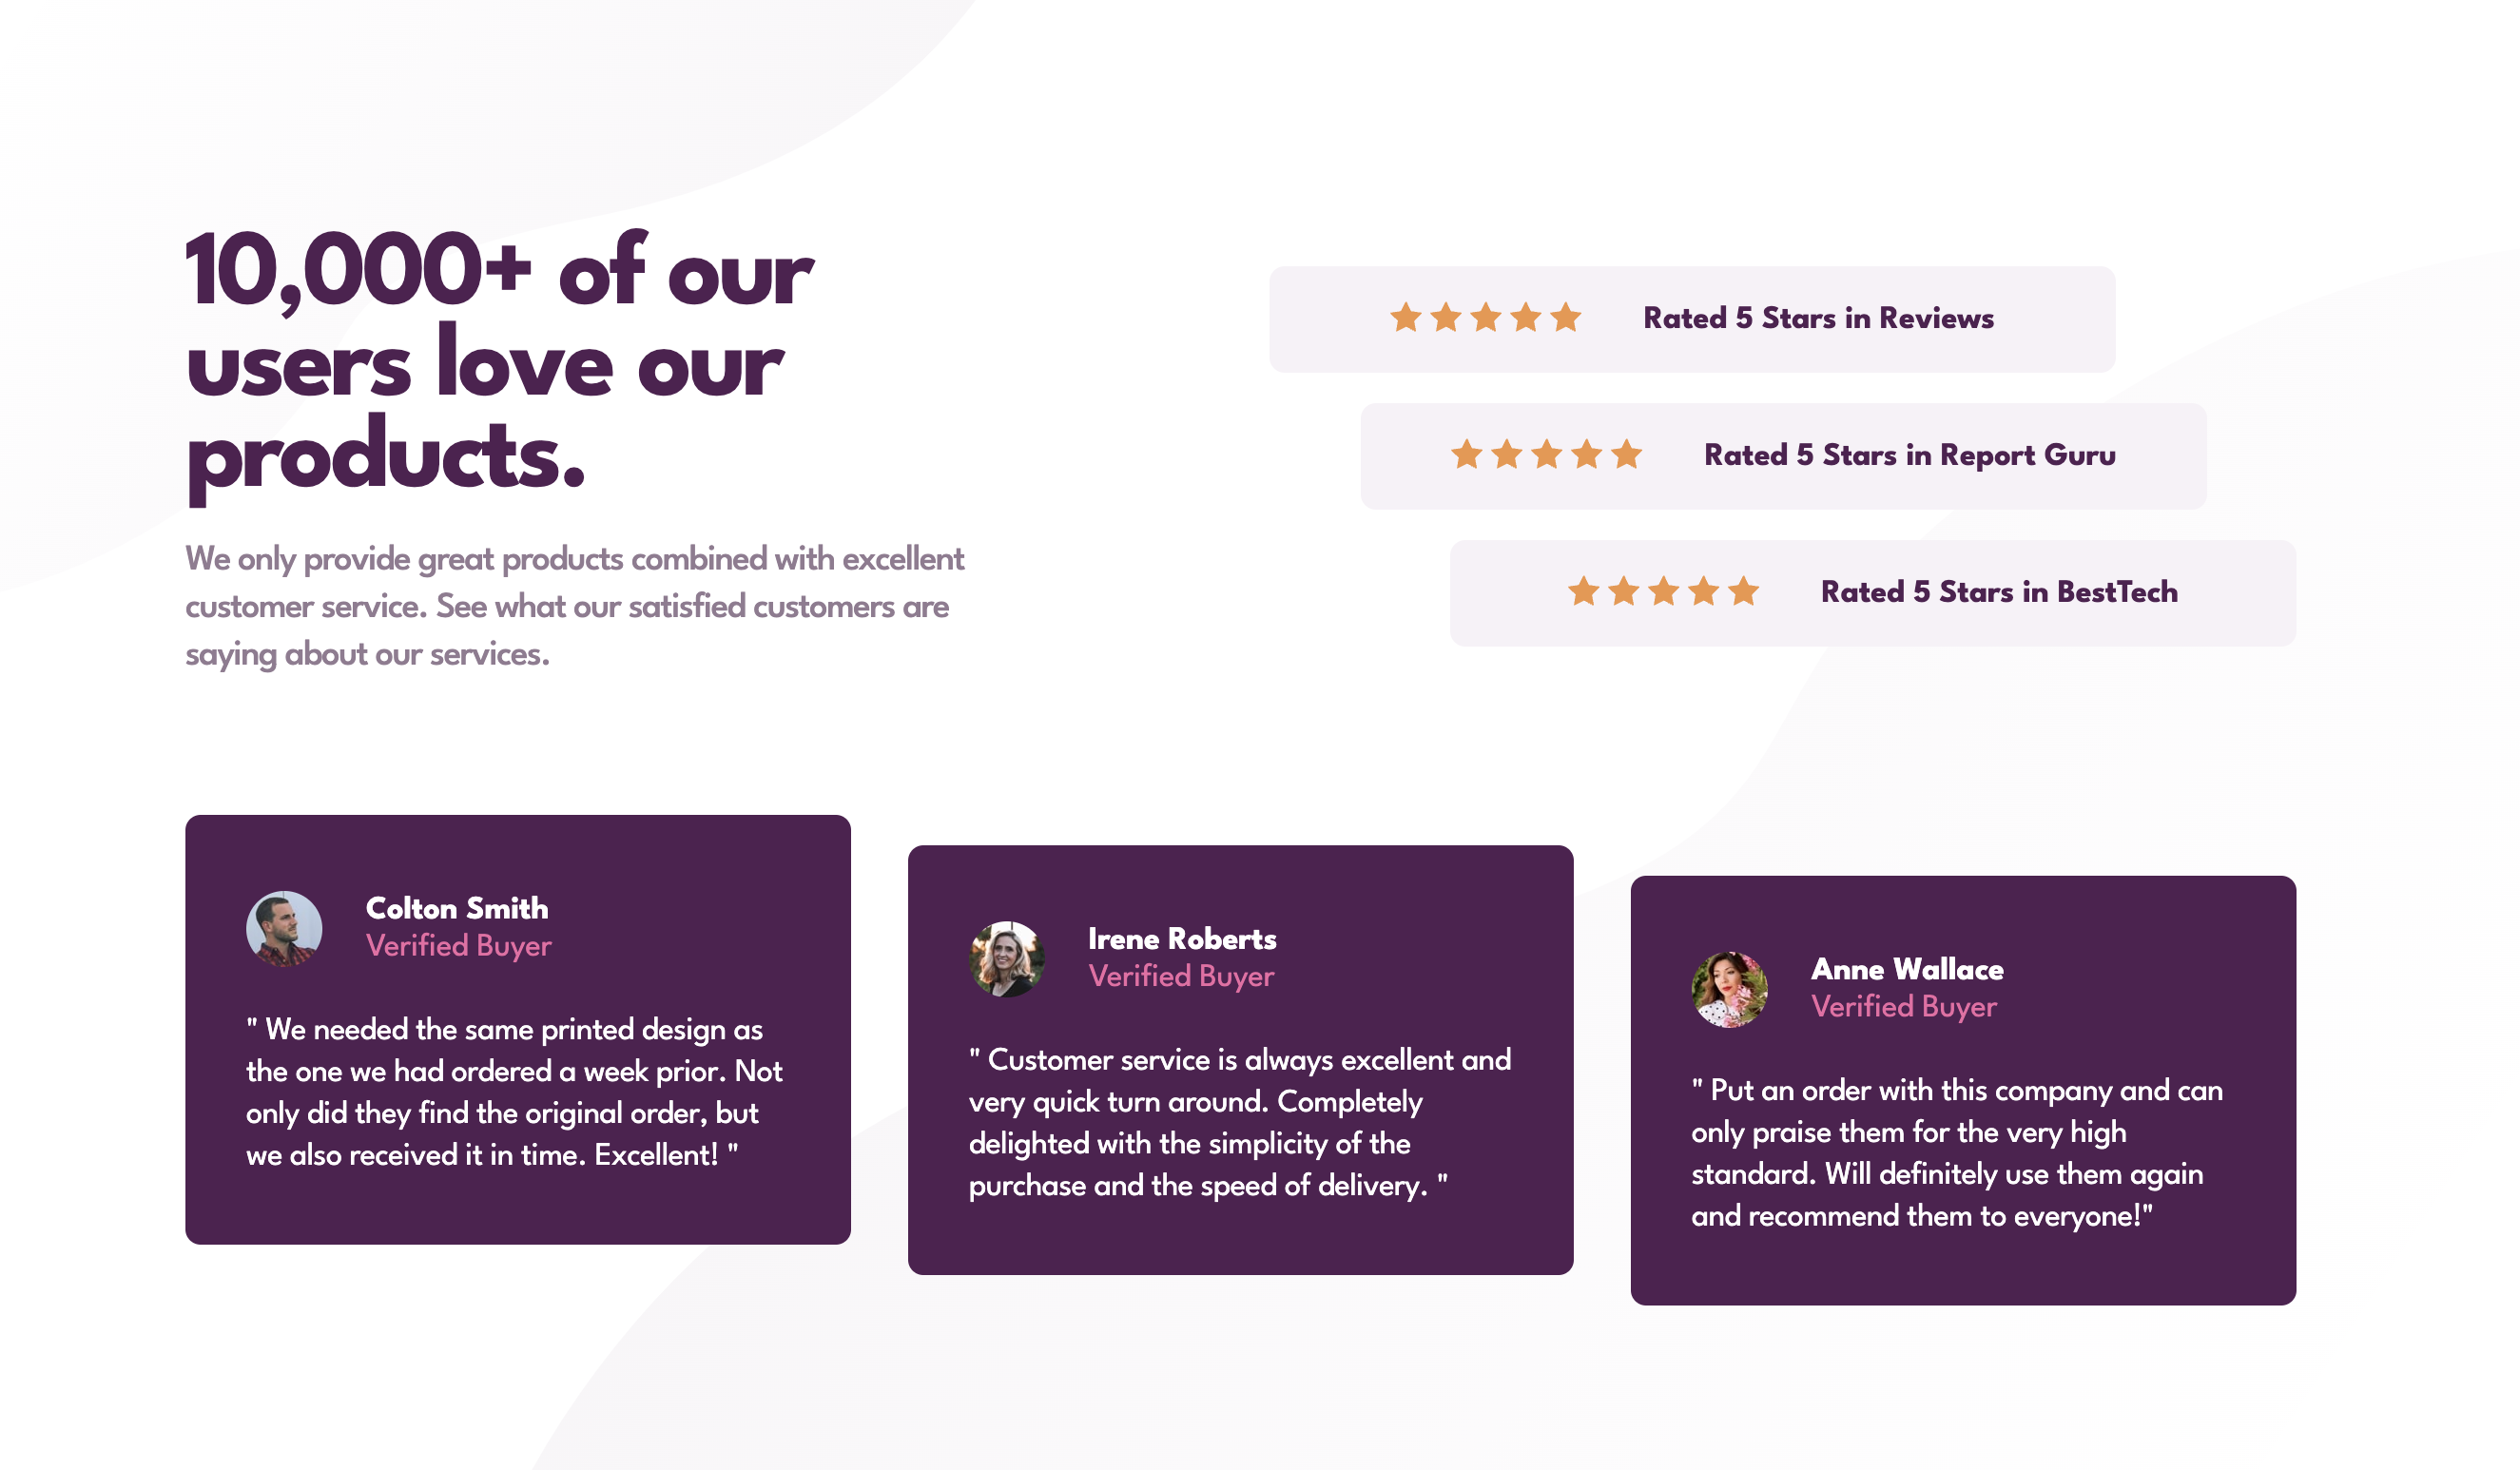 10,000+ of our
users love our
products.
We only provide great products combined with excellent
customer service. See what our satisfied customers are
saying about our services.
Rated 5 Stars in Reviews
Rated 5 Stars in Report Guru
Rated 5 Stars in BestTech
Colton Smith
Verified Buyer
" We needed the same printed design as
the one we had ordered a week prior. Not
only did they find the original order, but
we also received it in time. Excellent! "
Irene Roberts
Verified Buyer
" Customer service is always excellent and
very quick turn around. Completely
delighted with the simplicity of the
purchase and the speed of delivery. "
Anne Wallace
Verified Buyer
" Put an order with this company and can
only praise them for the very high
standard. Will definitely use them again
and recommend them to everyone!"